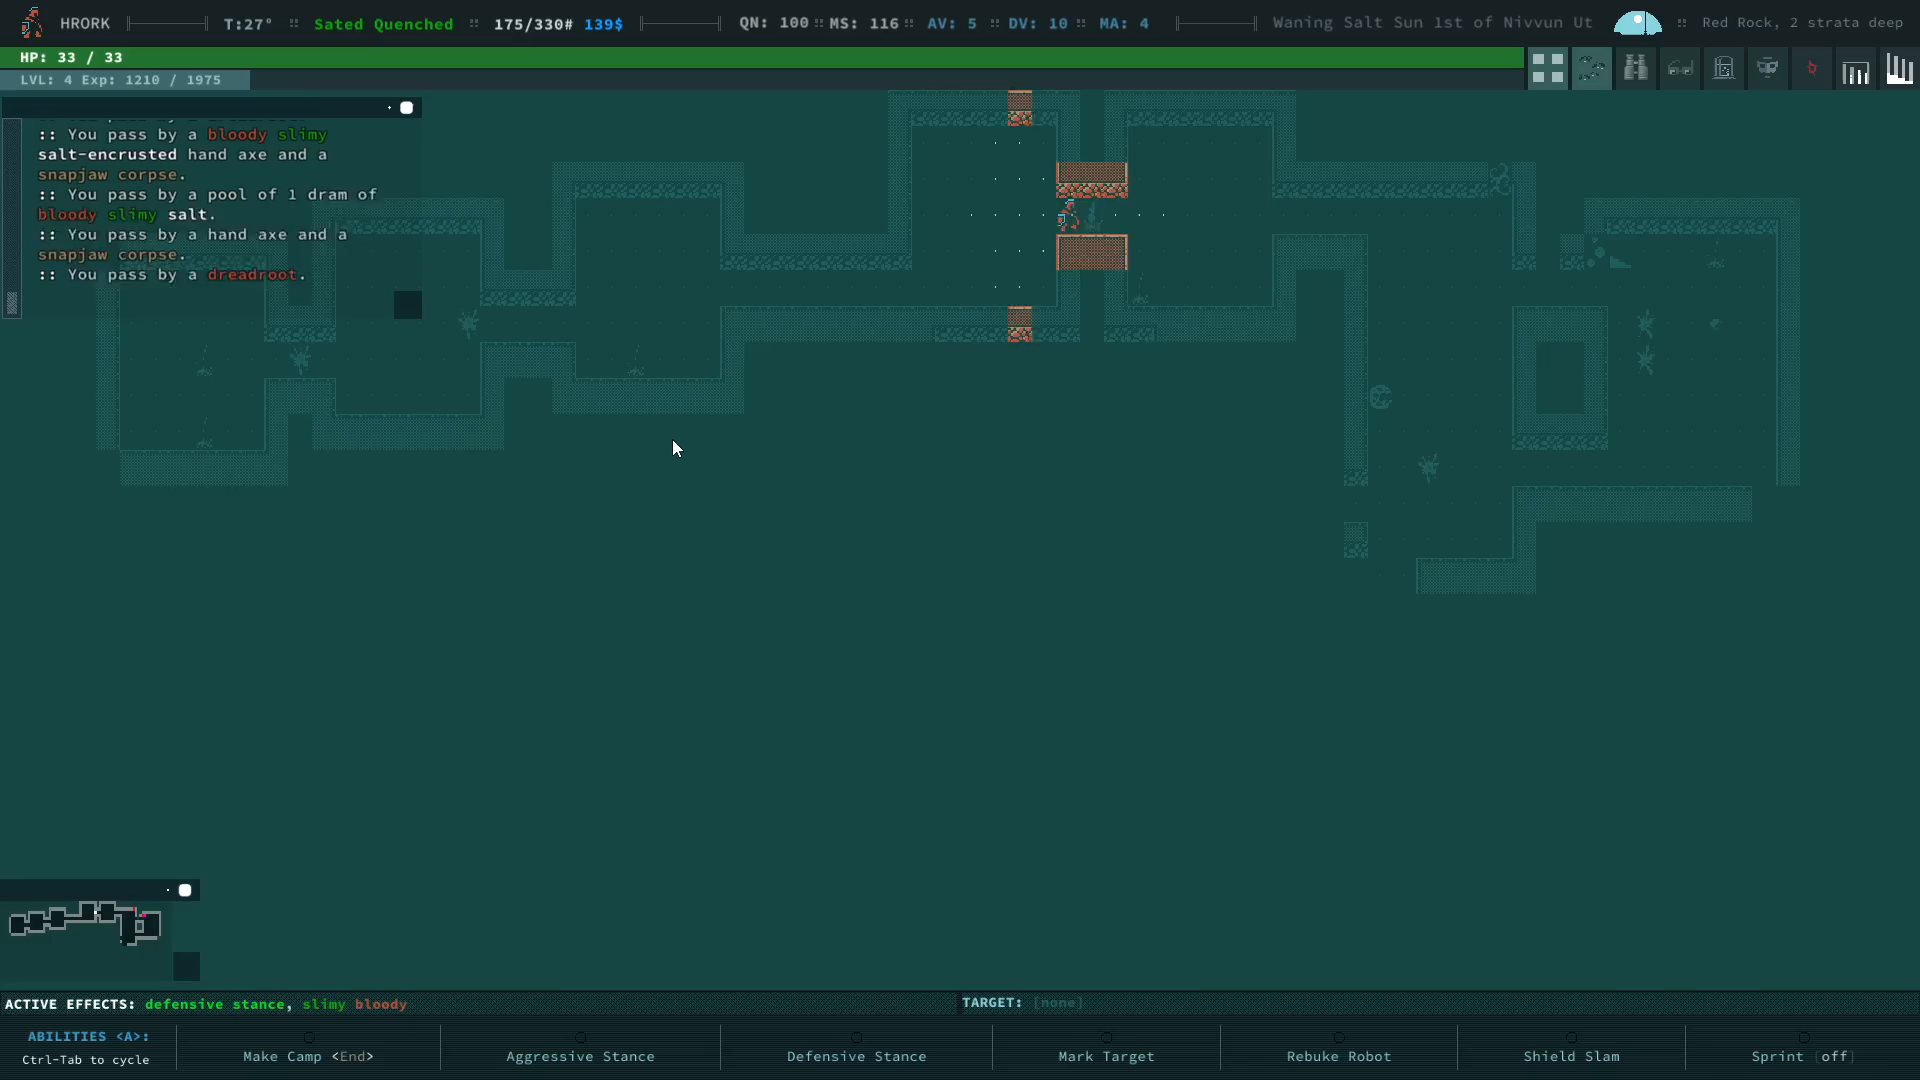 HRORK T:27° :: Sated Quenched :: 175/330# 139$ QN: 100 :: MS: 116 :: AV: 5 :: DV: 10 :: MA: 4 Waning Salt Sun 1st of Nivvun Ut :: Red Rock, 2 strata deep
HP: 33 / 33
LVL: 4 Exp: 1210 / 1975
:: You pass by a bloody slimy
salt-encrusted hand axe and a
snapjaw corpse.
:: You pass by a pool of 1 dram of
bloody slimy salt.
:: You pass by a hand axe and a
snapjaw corpse.
:: You pass by a dreadroot.
ACTIVE EFFECTS: defensive stance, slimy bloody
TARGET: [none]
ABILITIES <A>:
Ctrl-Tab to cycle
Make Camp <End>
Aggressive Stance
Defensive Stance
Mark Target
Rebuke Robot
Shield Slam
Sprint [off]